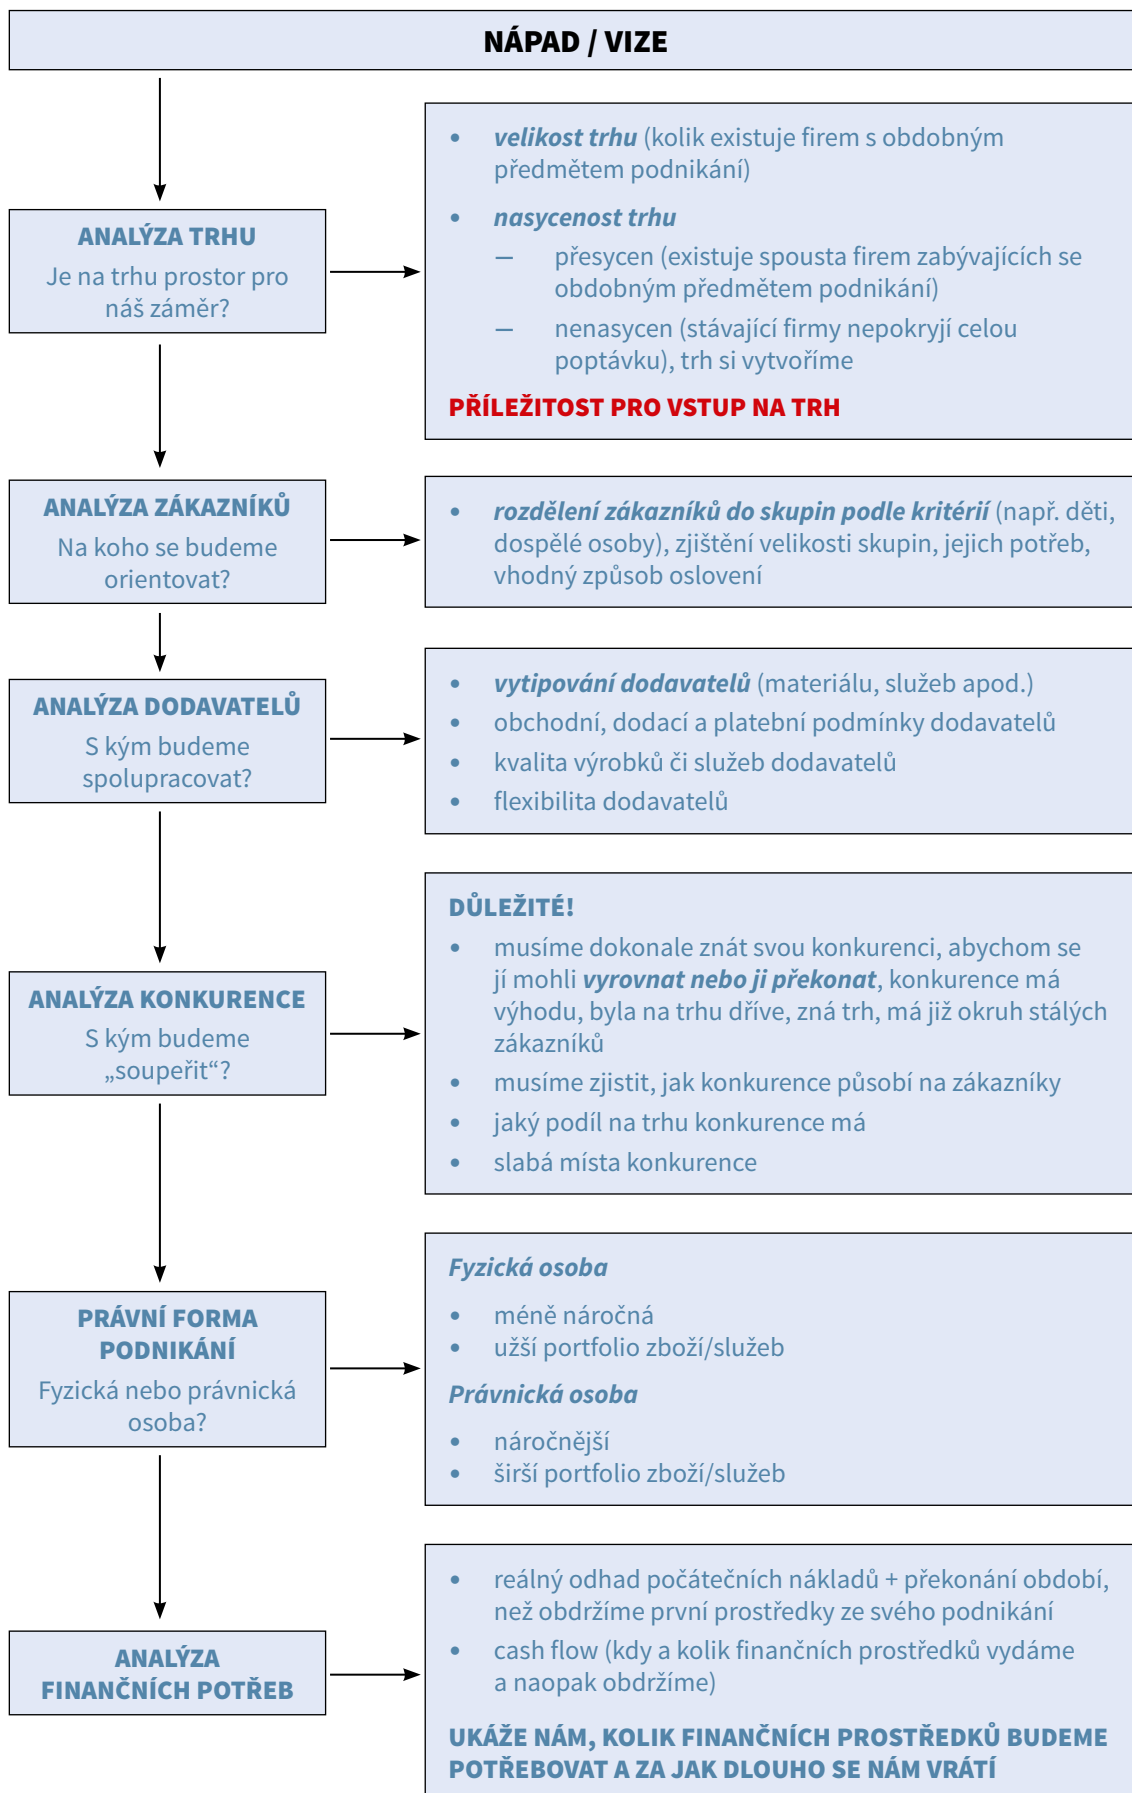 NÁPAD / VIZE
ANALÝZA TRHU
Je na trhu prostor pro
náš záměr?
• velikost trhu (kolik existuje firem s obdobným
předmětem podnikání)
• nasycenost trhu
— přesycen (existuje spousta firem zabývajících se
obdobným předmětem podnikání)
— nenasycen (stávající firmy nepokryjí celou
poptávku), trh si vytvoříme
PŘÍLEŽITOST PRO VSTUP NA TRH
ANALÝZA ZÁKAZNÍKŮ
Na koho se budeme
orientovat?
• rozdělení zákazníků do skupin podle kritérií (např. děti,
dospělé osoby), zjištění velikosti skupin, jejich potřeb,
vhodný způsob oslovení
ANALÝZA DODAVATELŮ
S kým budeme
spolupracovat?
• vytipování dodavatelů (materiálu, služeb apod.)
• obchodní, dodací a platební podmínky dodavatelů
• kvalita výrobků či služeb dodavatelů
• flexibilita dodavatelů
ANALÝZA KONKURENCE
S kým budeme
„soupeřit“?
DŮLEŽITÉ!
• musíme dokonale znát svou konkurenci, abychom se
jí mohli vyrovnat nebo ji překonat, konkurence má
výhodu, byla na trhu dříve, zná trh, má již okruh stálých
zákazníků
• musíme zjistit, jak konkurence působí na zákazníky
• jaký podíl na trhu konkurence má
• slabá místa konkurence
PRÁVNÍ FORMA
PODNIKÁNÍ
Fyzická nebo právnická
osoba?
Fyzická osoba
• méně náročná
• užší portfolio zboží/služeb
Právnická osoba
• náročnější
• širší portfolio zboží/služeb
ANALÝZA
FINANČNÍCH POTŘEB
• reálný odhad počátečních nákladů + překonání období,
než obdržíme první prostředky ze svého podnikání
• cash flow (kdy a kolik finančních prostředků vydáme
a naopak obdržíme)
UKÁŽE NÁM, KOLIK FINANČNÍCH PROSTŘEDKŮ BUDEME
POTŘEBOVAT A ZA JAK DLOUHO SE NÁM VRÁTÍ